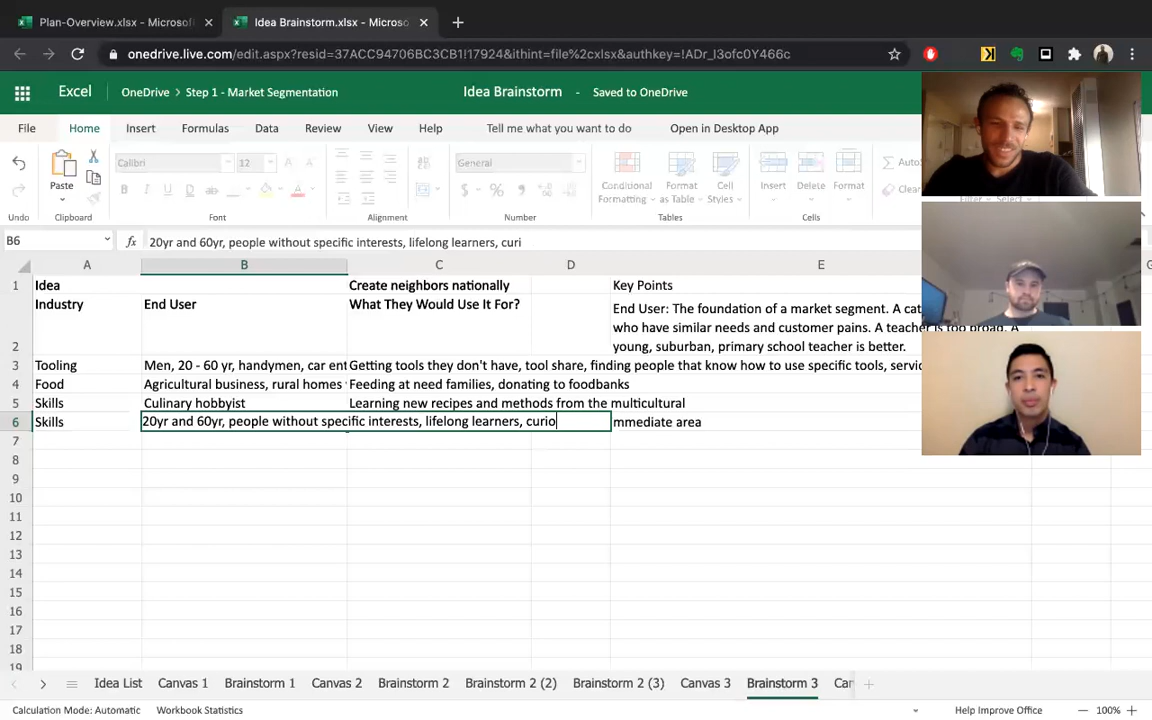 Plan-Overview.xlsx - Microsof
Idea Brainstorm.xlsx - Microso
onedrive.live.com/edit.aspx?resid=37ACC94706BC3CB1!17924&ithint=file%2cxlsx&authkey=!ADr_I3ofc0Y466c
Excel OneDrive > Step 1 - Market Segmentation Idea Brainstorm - Saved to OneDrive
File Home Insert Formulas Data Review View Help Tell me what you want to do Open in Desktop App
Calibri 12 General AutoS
Paste Conditional Formatting Format as Table Cell Styles Insert Delete Format Clear
Undo Clipboard Font Alignment Number Tables Cells
B6 fx 20yr and 60yr, people without specific interests, lifelong learners, curi
A B C D E
1 Idea Create neighbors nationally Key Points
2 Industry End User What They Would Use It For? End User: The foundation of a market segment. A cat
who have similar needs and customer pains. A teacher is too broad. A
young, suburban, primary school teacher is better.
3 Tooling Men, 20 - 60 yr, handymen, car ent Getting tools they don't have, tool share, finding people that know how to use specific tools, servic
4 Food Agricultural business, rural homes Feeding at need families, donating to foodbanks
5 Skills Culinary hobbyist Learning new recipes and methods from the multicultural
6 Skills 20yr and 60yr, people without specific interests, lifelong learners, curio mmediate area
7
8
9
10
11
12
13
14
15
16
17
18
19
Idea List Canvas 1 Brainstorm 1 Canvas 2 Brainstorm 2 Brainstorm 2 (2) Brainstorm 2 (3) Canvas 3 Brainstorm 3 Car
Calculation Mode: Automatic Workbook Statistics Help Improve Office 100%